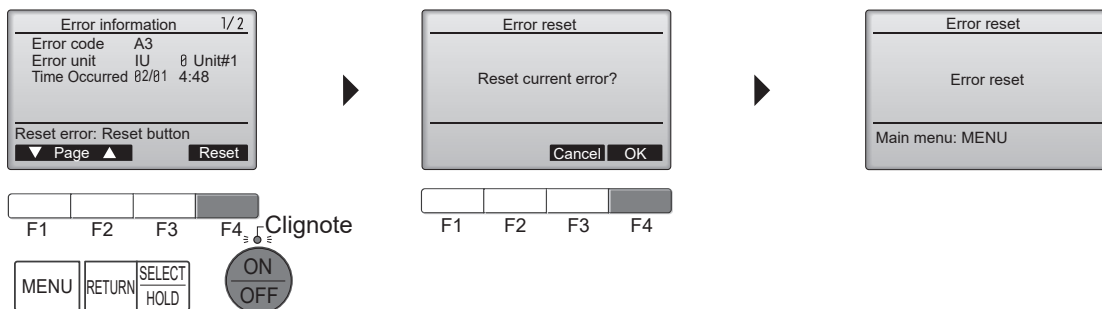 Error information 1/2
Error code A3
Error unit IU 0 Unit#1
Time Occurred 02/01 4:48
Reset error: Reset button
▼ Page ▲ Reset
F1 F2 F3 F4
Clignote
MENU RETURN SELECT HOLD ON OFF
Error reset
Reset current error?
Cancel OK
F1 F2 F3 F4
Error reset
Error reset
Main menu: MENU